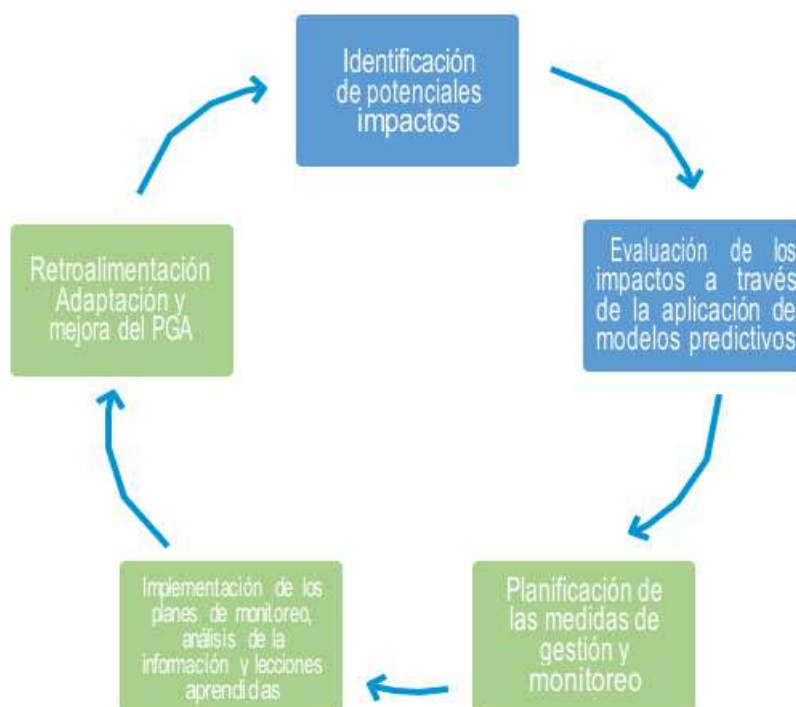 Identificación
de potenciales
impactos
Evaluación de los
impactos a través
de la aplicación de
modelos predictivos
Planificación de
las medidas de
gestión y
monitoreo
Implementación de los
planes de monitoreo,
análisis de la
información y lecciones
aprendidas
Retroalimentación
Adaptación y
mejora del PGA